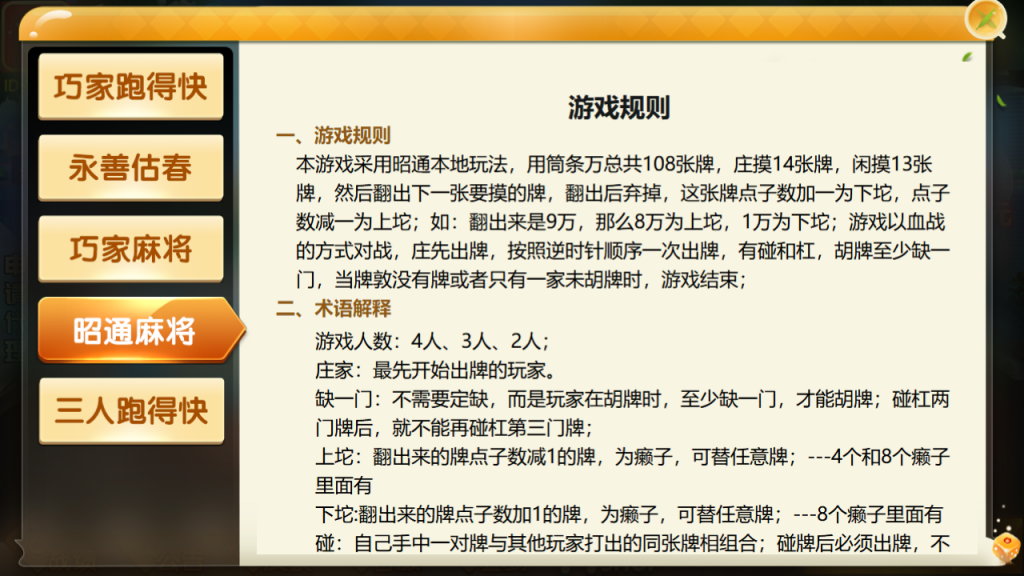 巧家跑得快
永善估春
巧家麻将
昭通麻将
三人跑得快
游戏规则
一、游戏规则
本游戏采用昭通本地玩法，用筒条万总共108张牌，庄摸14张牌，闲摸13张
牌，然后翻出下一张要摸的牌，翻出后弃掉，这张牌点子数加一为下坨，点子
数减一为上坨；如：翻出来是9万，那么8万为上坨，1万为下坨；游戏以血战
的方式对战，庄先出牌，按照逆时针顺序一次出牌，有碰和杠，胡牌至少缺一
门，当牌敦没有牌或者只有一家未胡牌时，游戏结束；
二、术语解释
游戏人数：4人、3人、2人；
庄家：最先开始出牌的玩家。
缺一门：不需要定缺，而是玩家在胡牌时，至少缺一门，才能胡牌；碰杠两
门牌后，就不能再碰杠第三门牌；
上坨：翻出来的牌点子数减1的牌，为癞子，可替任意牌；---4个和8个癞子
里面有
下坨:翻出来的牌点子数加1的牌，为癞子，可替任意牌；---8个癞子里面有
碰：自己手中一对牌与其他玩家打出的同张牌相组合；碰牌后必须出牌，不